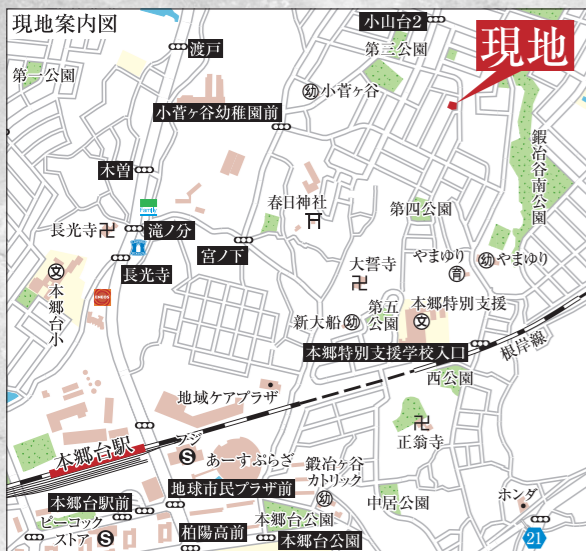 現地案内図
小山台2
渡戸
第三公園
現地
第一公園
幼 小菅ヶ谷
小菅ヶ谷幼稚園前
鍛冶谷南公園
木曽
Family
春日神社
第四公園
長光寺
滝ノ分
宮ノ下
やまゆり
育
幼 やまゆり
長光寺
大誓寺
文
本郷台小
ENEOS
新大船 幼
第五公園
本郷特別支援
文
本郷特別支援学校入口
根岸線
西公園
地域ケアプラザ
本郷台駅
フジ
S
あーすぷらざ
正翁寺
鍛冶ヶ谷
カトリック
幼
中居公園
ホンダ
本郷台駅前
地球市民プラザ前
ピーコック
ストア S
柏陽高前
本郷台公園
本郷台公園
21